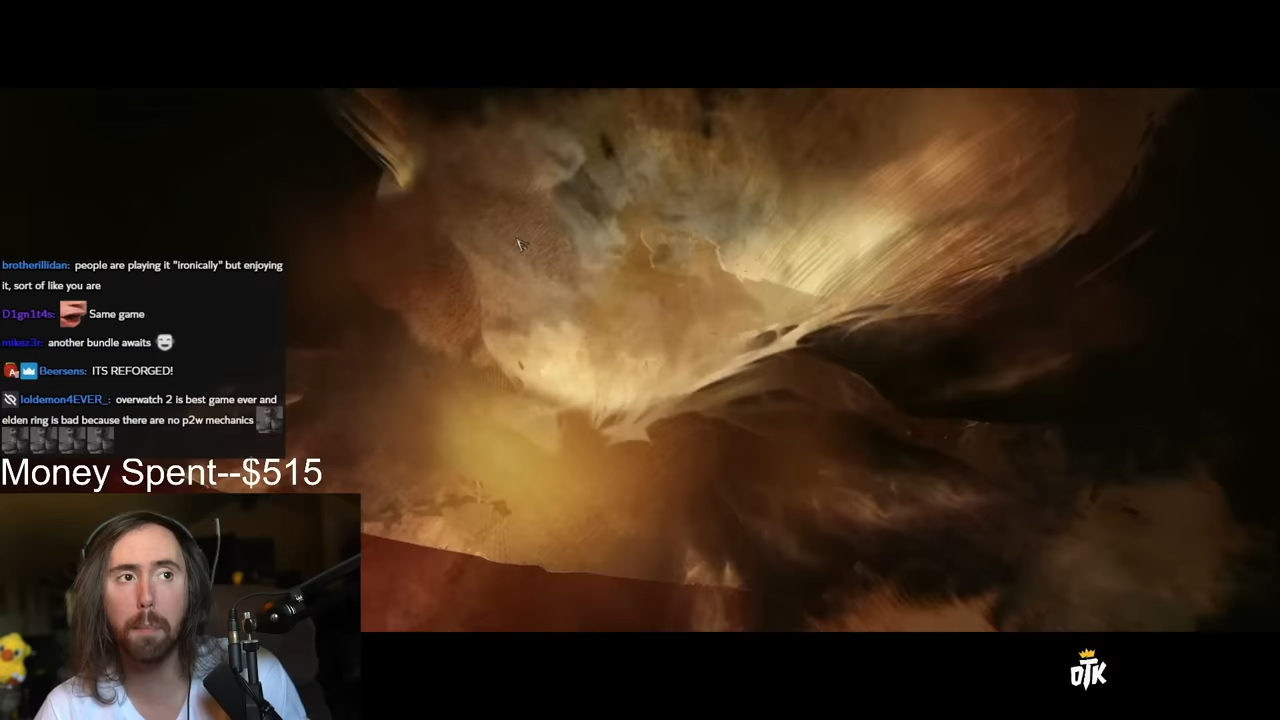 brotherillidan: people are playing it "ironically" but enjoying
it, sort of like you are
D1gn1t4s: Same game
mikaz3r: another bundle awaits
Beersens: ITS REFORGED!
loldemon4EVER_: overwatch 2 is best game ever and
elden ring is bad because there are no p2w mechanics
Money Spent--$515
OTK